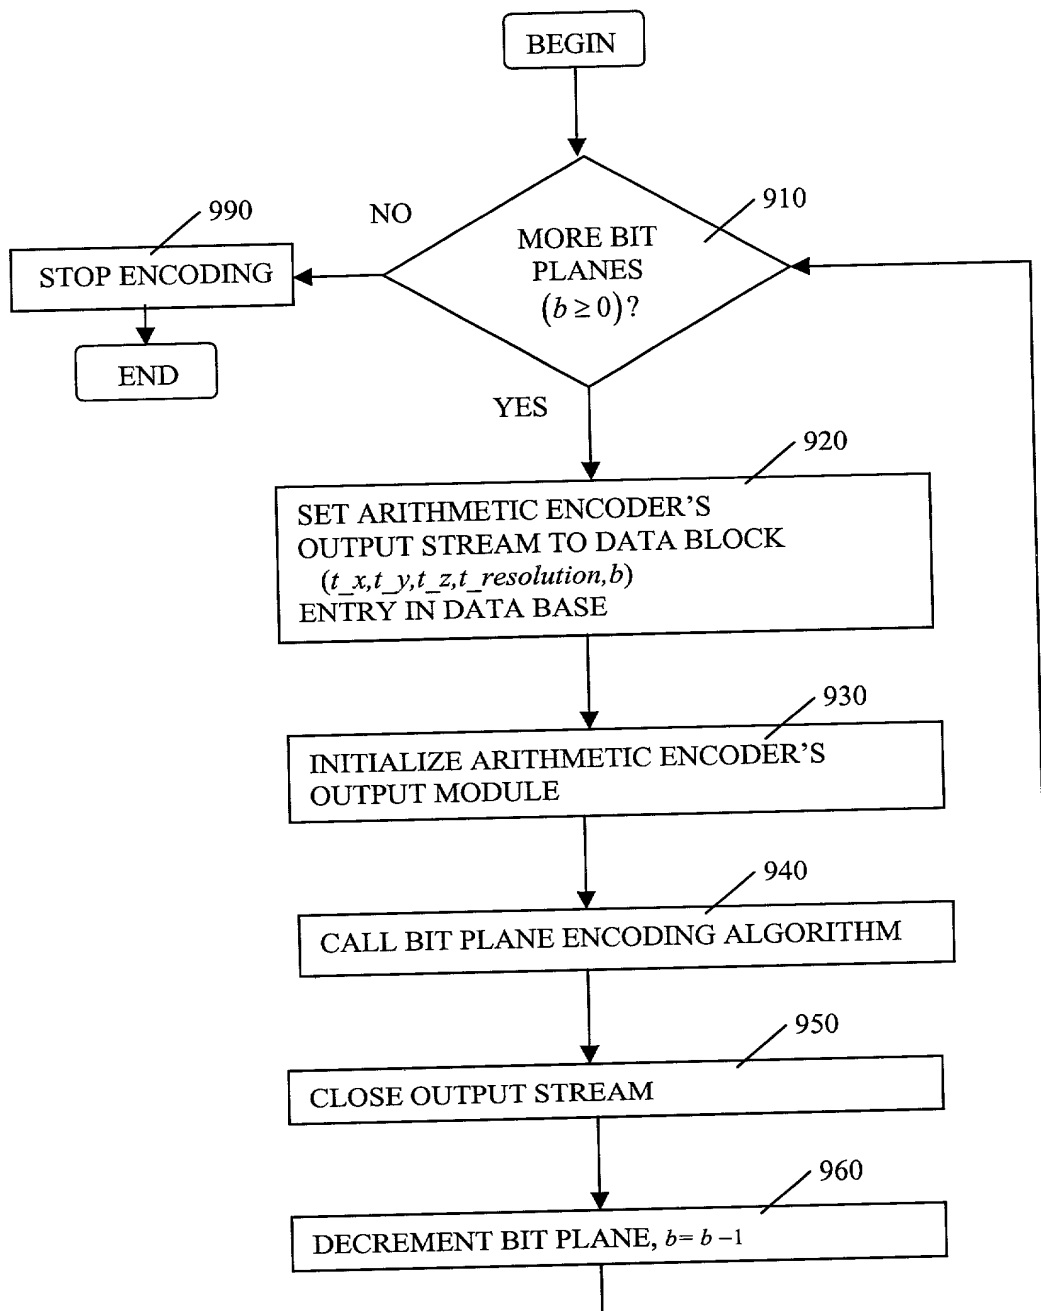 BEGIN
910
990
NO
MORE BIT
PLANES
(b ≥ 0)?
STOP ENCODING
END
YES
920
SET ARITHMETIC ENCODER'S
OUTPUT STREAM TO DATA BLOCK
(t_x,t_y,t_z,t_resolution,b)
ENTRY IN DATA BASE
930
INITIALIZE ARITHMETIC ENCODER'S
OUTPUT MODULE
940
CALL BIT PLANE ENCODING ALGORITHM
950
CLOSE OUTPUT STREAM
960
DECREMENT BIT PLANE, b= b −1